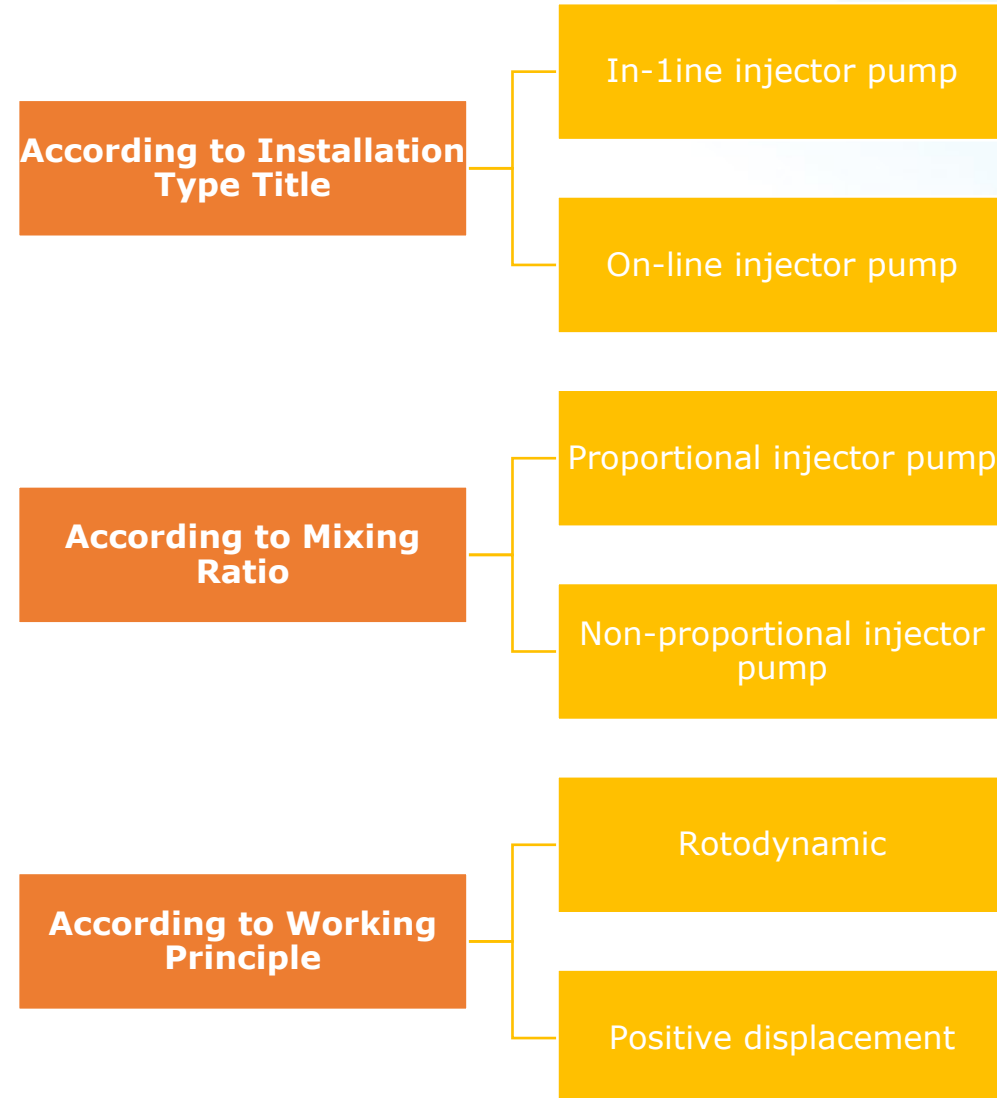 In-1ine injector pump
According to Installation
Type Title
On-line injector pump
Proportional injector pump
According to Mixing
Ratio
Non-proportional injector
pump
Rotodynamic
According to Working
Principle
Positive displacement